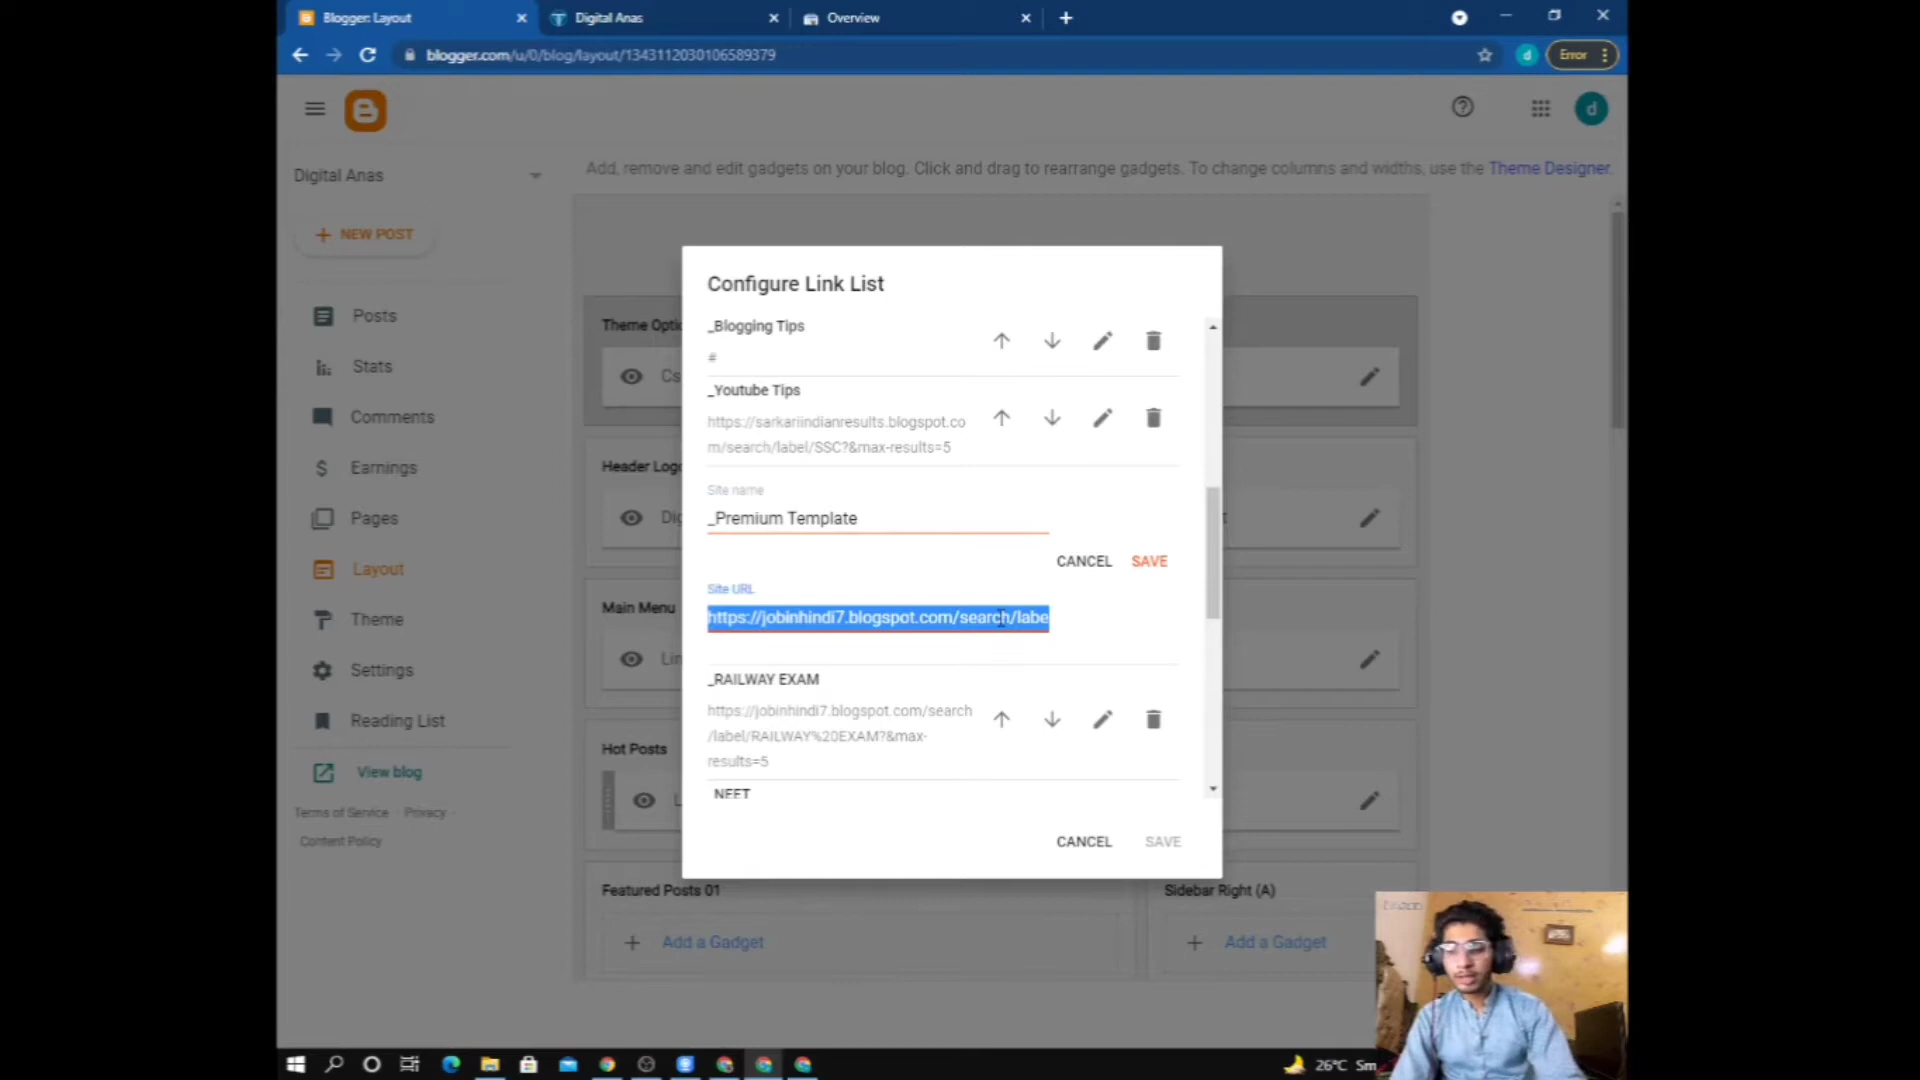 Blogger: Layout
Digital Anas
Overview
blogger.com/u/0/blog/layout/1343112030106589379
d
Error
d
Digital Anas
Add, remove and edit gadgets on your blog. Click and drag to rearrange gadgets. To change columns and widths, use the Theme Designer.
NEW POST
Posts
Stats
Comments
Earnings
Pages
Layout
Theme
Settings
Reading List
View blog
Terms of Service · Privacy ·
Content Policy
Theme Optio
Cs
Header Logo
Dig
Main Menu
Lin
Hot Posts
L
t
Configure Link List
_Blogging Tips
#
_Youtube Tips
https://sarkariindianresults.blogspot.co
m/search/label/SSC?&max-results=5
Site name
_Premium Template
CANCEL SAVE
Site URL
https://jobinhindi7.blogspot.com/search/labe
_RAILWAY EXAM
https://jobinhindi7.blogspot.com/search
/label/RAILWAY%20EXAM?&max-
results=5
_NEET
CANCEL SAVE
Featured Posts 01
Add a Gadget
Sidebar Right (A)
Add a Gadget
26°C Sm